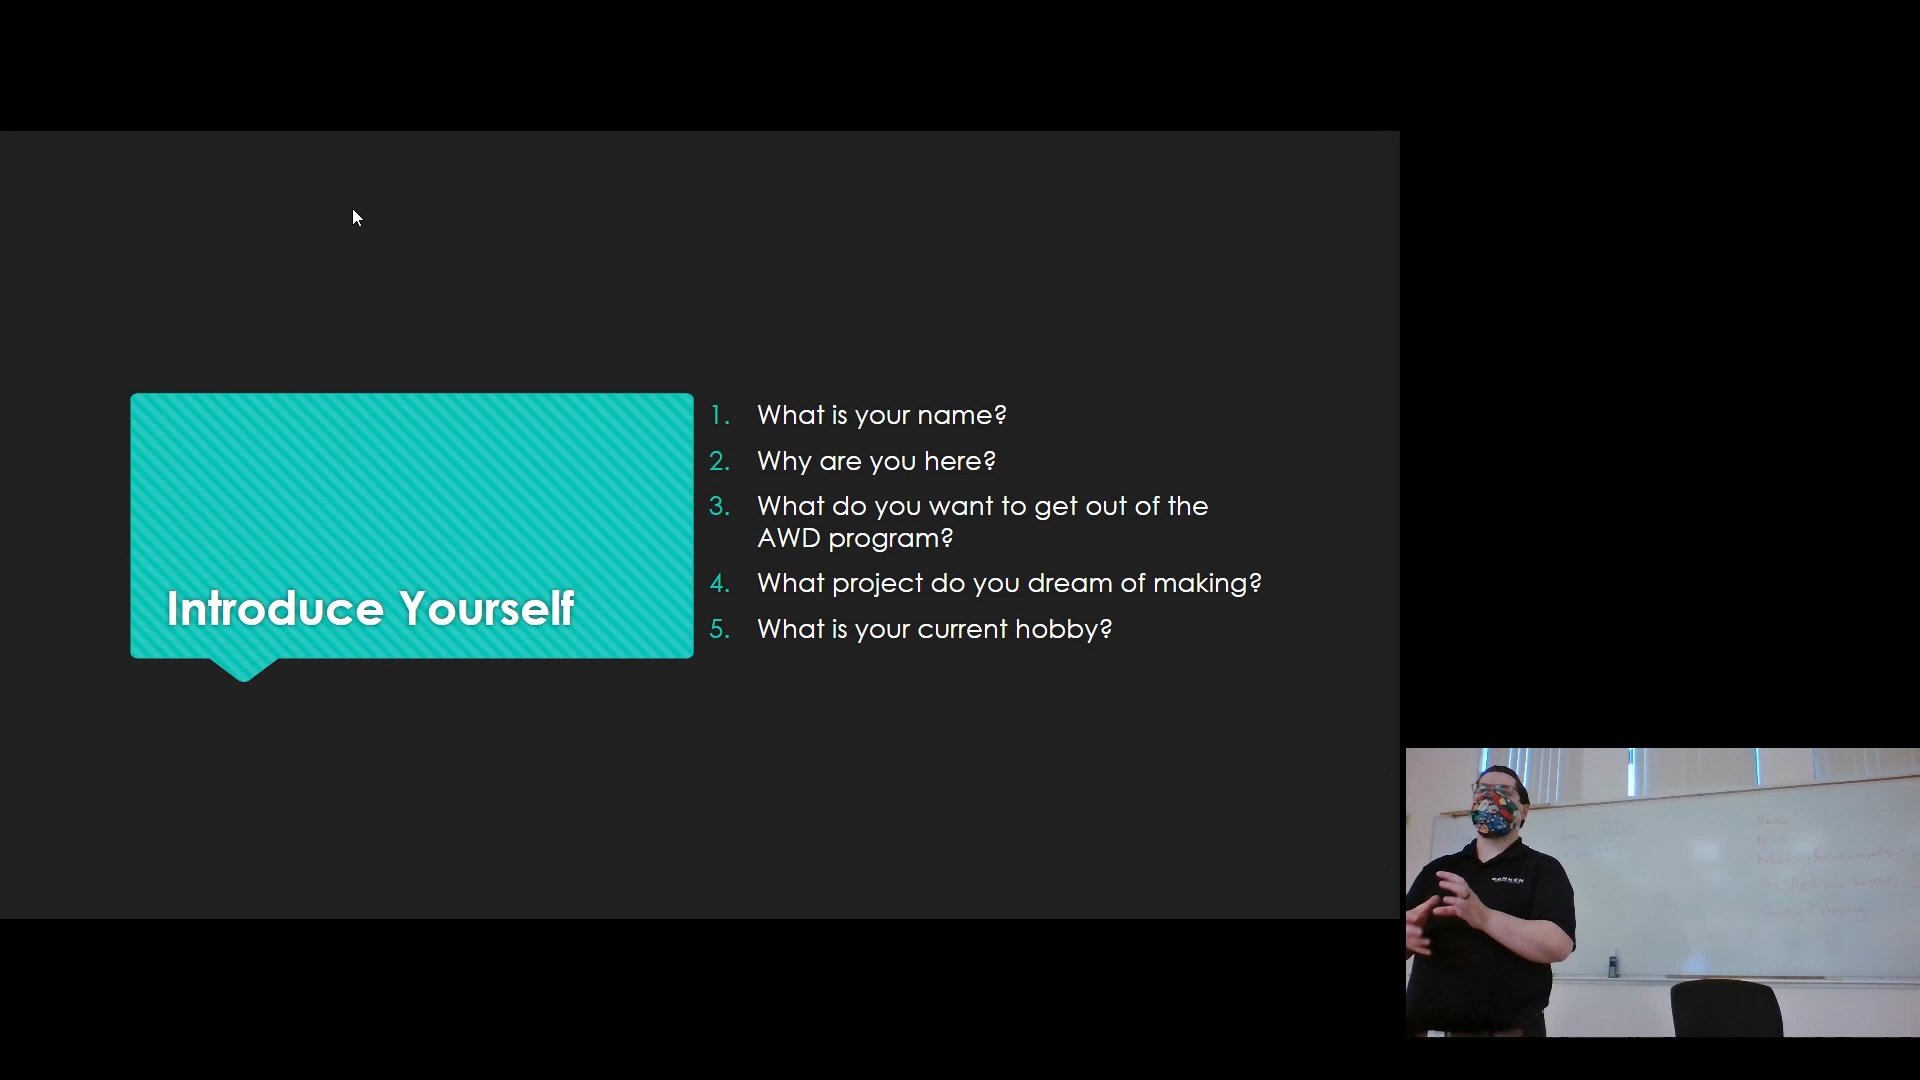 Introduce Yourself
1. What is your name?
2. Why are you here?
3. What do you want to get out of the
AWD program?
4. What project do you dream of making?
5. What is your current hobby?
RANKEN
Name